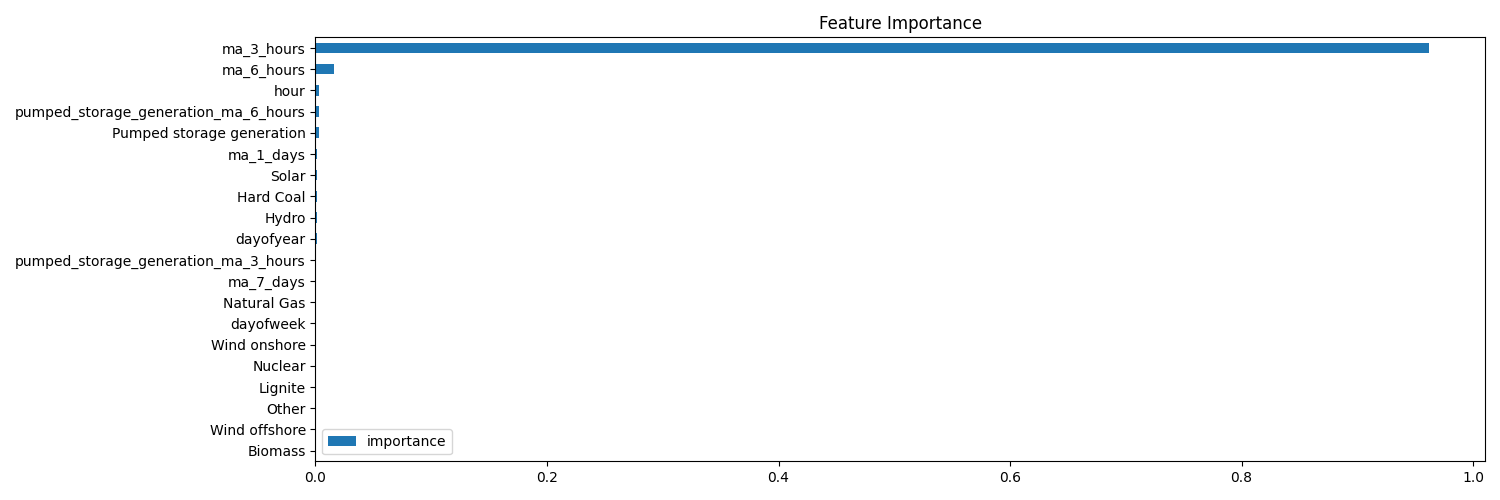 Feature Importance
ma_3_hours
ma_6_hours
hour
pumped_storage_generation_ma_6_hours
Pumped storage generation
ma_1_days
Solar
Hard Coal
Hydro
dayofyear
pumped_storage_generation_ma_3_hours
ma_7_days
Natural Gas
dayofweek
Wind onshore
Nuclear
Lignite
Other
Wind offshore
Biomass
importance
0.0 0.2 0.4 0.6 0.8 1.0